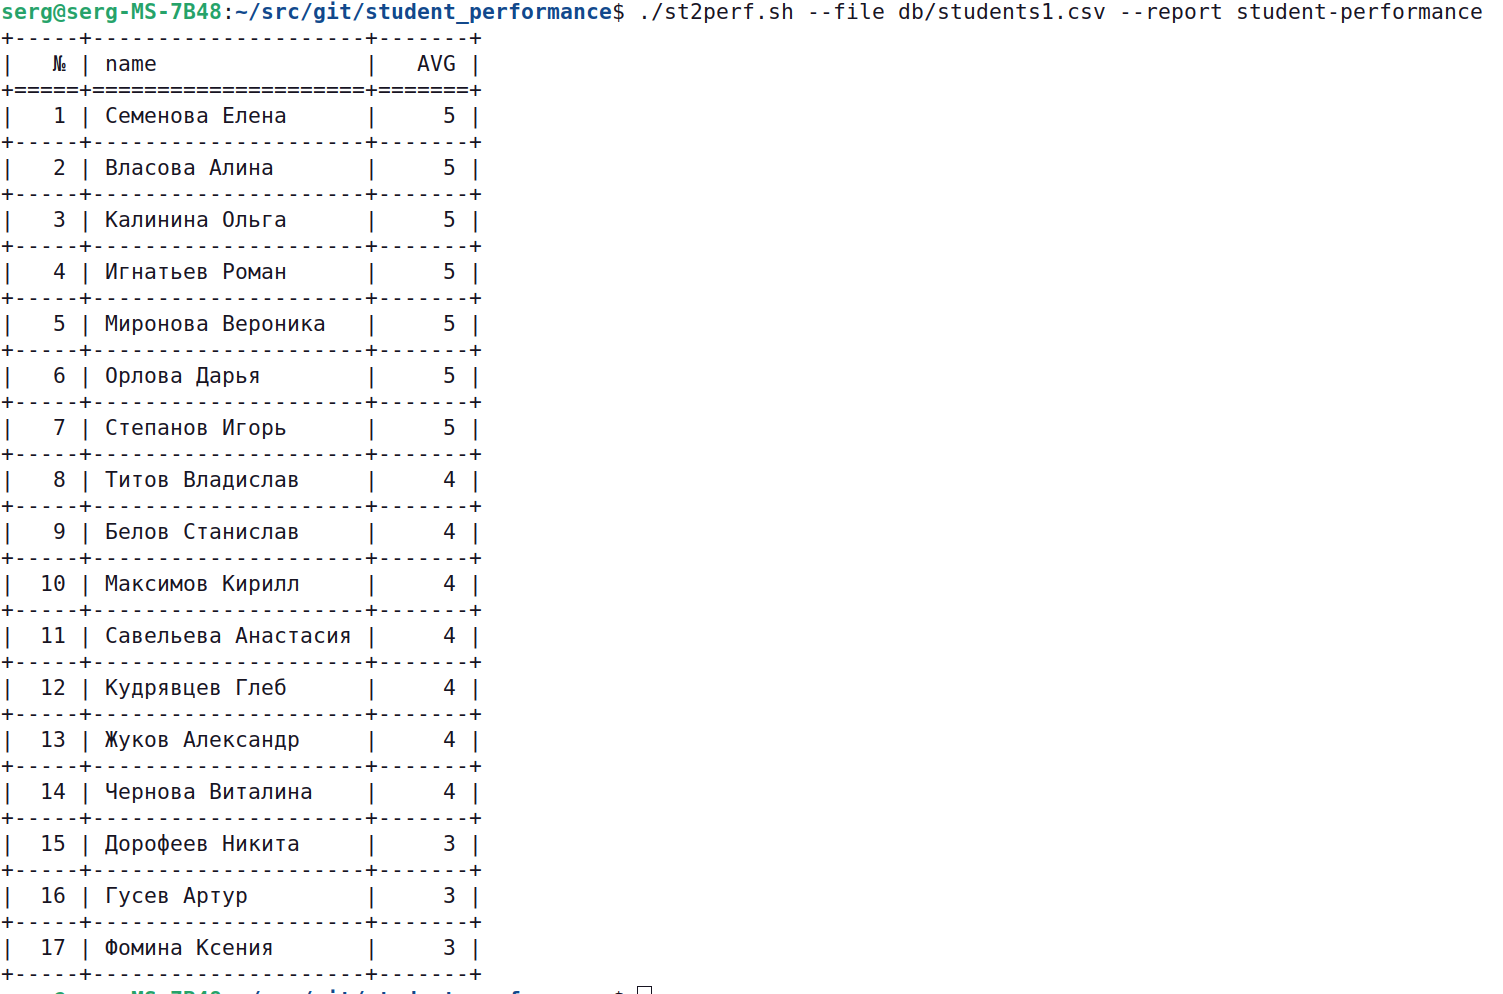 serg@serg-MS-7B48:~/src/git/student_performance$ ./st2perf.sh --file db/students1.csv --report student-performance
+-----+---------------------+-------+
|   № | name                |   AVG |
+=====+=====================+=======+
|   1 | Семенова Елена      |     5 |
+-----+---------------------+-------+
|   2 | Власова Алина       |     5 |
+-----+---------------------+-------+
|   3 | Калинина Ольга      |     5 |
+-----+---------------------+-------+
|   4 | Игнатьев Роман      |     5 |
+-----+---------------------+-------+
|   5 | Миронова Вероника   |     5 |
+-----+---------------------+-------+
|   6 | Орлова Дарья        |     5 |
+-----+---------------------+-------+
|   7 | Степанов Игорь      |     5 |
+-----+---------------------+-------+
|   8 | Титов Владислав     |     4 |
+-----+---------------------+-------+
|   9 | Белов Станислав     |     4 |
+-----+---------------------+-------+
|  10 | Максимов Кирилл     |     4 |
+-----+---------------------+-------+
|  11 | Савельева Анастасия |     4 |
+-----+---------------------+-------+
|  12 | Кудрявцев Глеб      |     4 |
+-----+---------------------+-------+
|  13 | Жуков Александр     |     4 |
+-----+---------------------+-------+
|  14 | Чернова Виталина    |     4 |
+-----+---------------------+-------+
|  15 | Дорофеев Никита     |     3 |
+-----+---------------------+-------+
|  16 | Гусев Артур         |     3 |
+-----+---------------------+-------+
|  17 | Фомина Ксения       |     3 |
+-----+---------------------+-------+